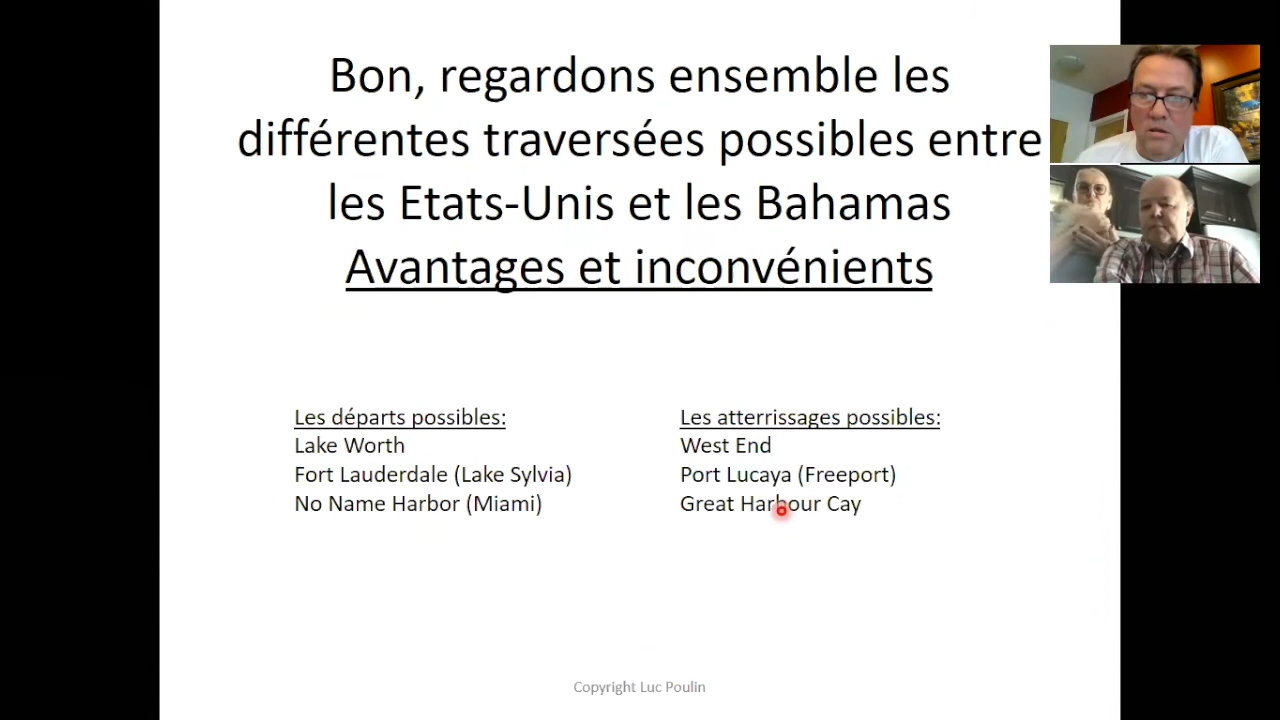 Bon, regardons ensemble les
différentes traversées possibles entre
les Etats-Unis et les Bahamas
Avantages et inconvénients
Les départs possibles:
Lake Worth
Fort Lauderdale (Lake Sylvia)
No Name Harbor (Miami)
Les atterrissages possibles:
West End
Port Lucaya (Freeport)
Great Harbour Cay
Copyright Luc Poulin